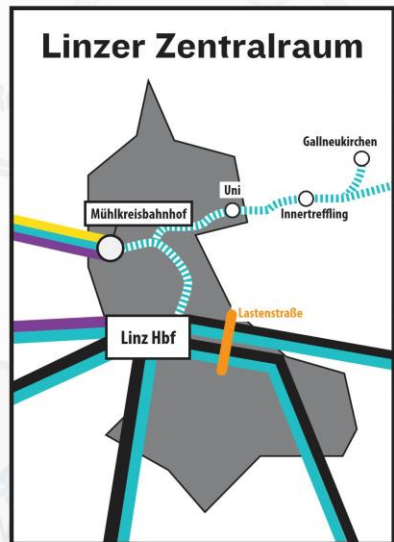 Linzer Zentralraum
Gallneukirchen
Uni
Innertreffling
Mühlkreisbahnhof
Lastenstraße
Linz Hbf